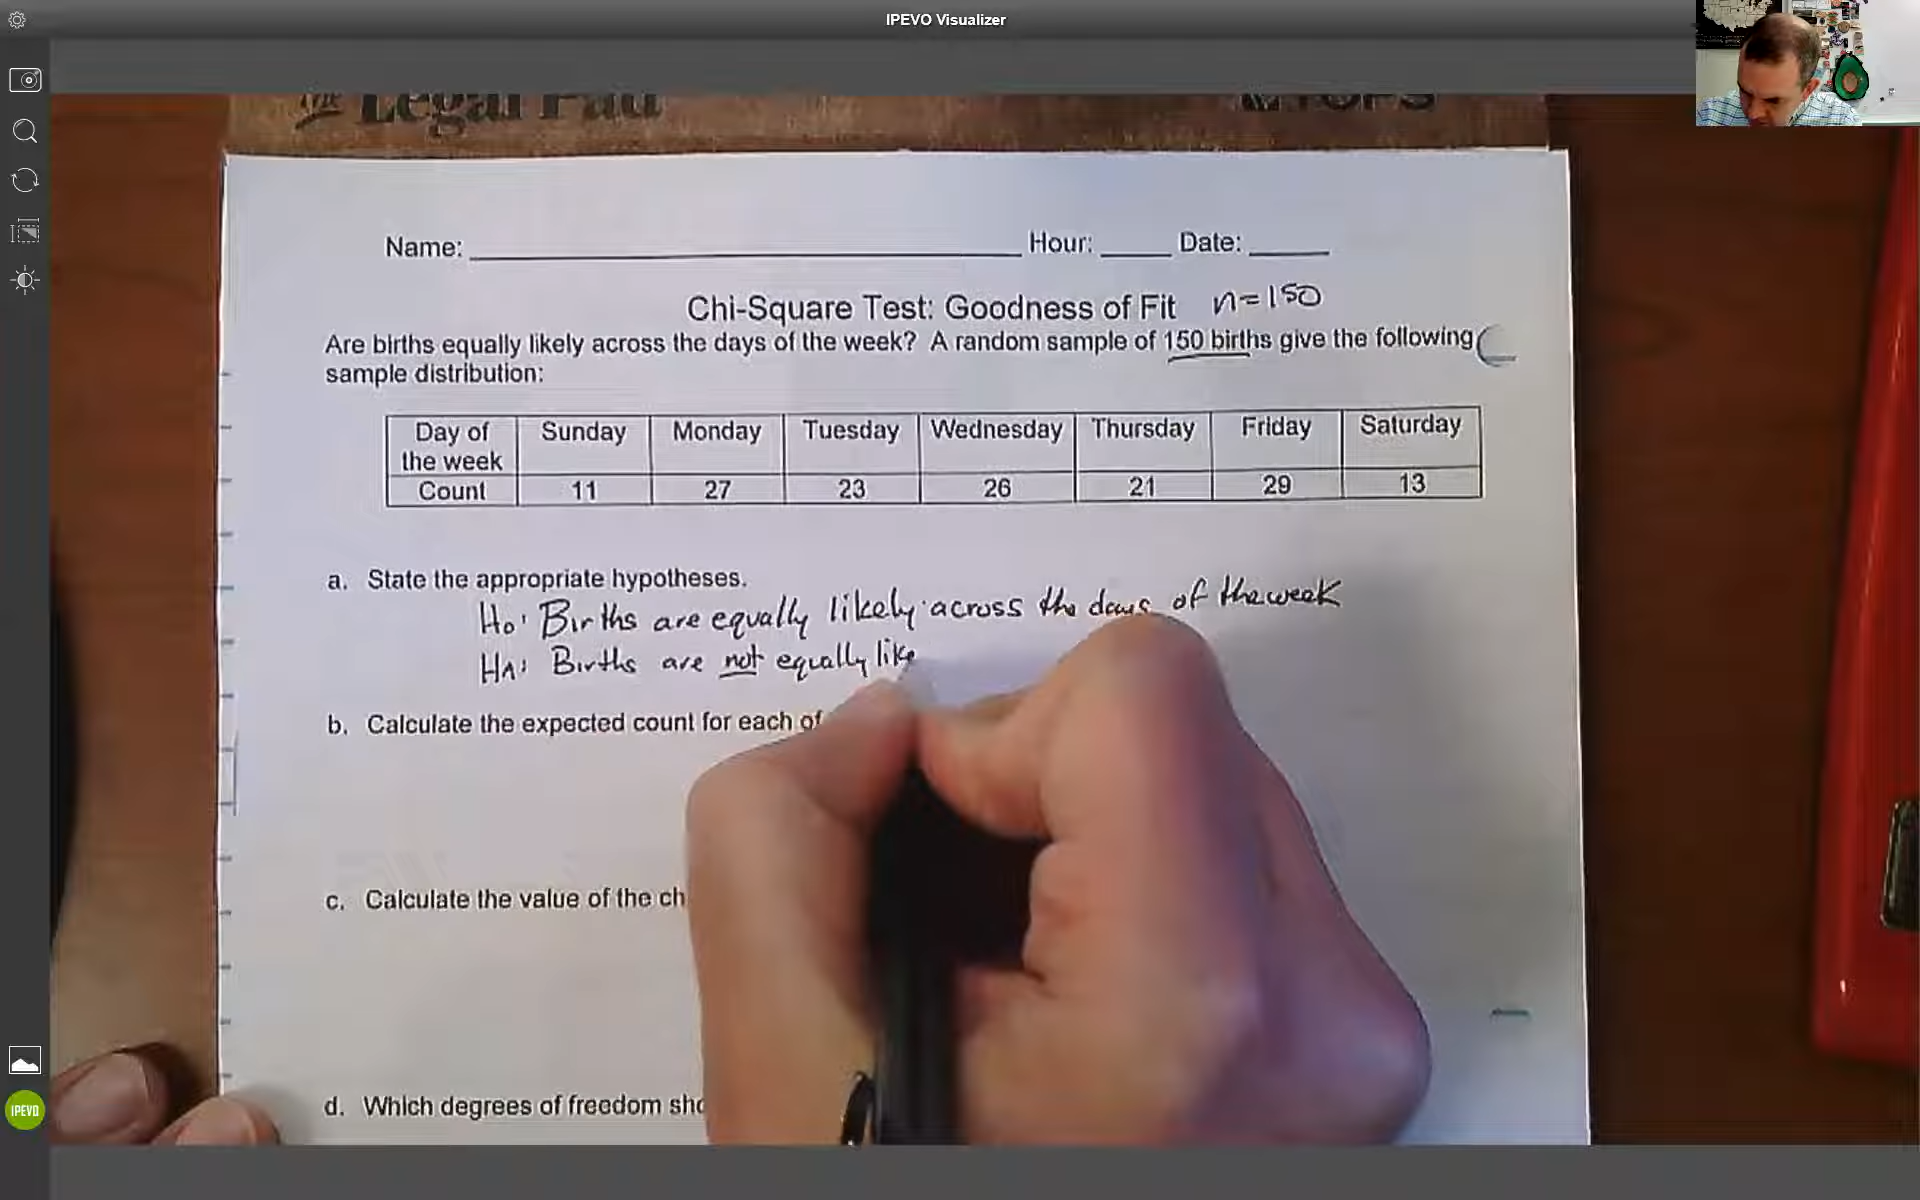 IPEVO Visualizer
Legal Pad
TOPS
Name: ______ Hour: ____ Date: _____
Chi-Square Test: Goodness of Fit n=150
Are births equally likely across the days of the week? A random sample of 150 births give the following
sample distribution:
Day of the week Sunday Monday Tuesday Wednesday Thursday Friday Saturday
Count 11 27 23 26 21 29 13
a. State the appropriate hypotheses.
Ho: Births are equally likely across the days of the week
HA: Births are not equally like
b. Calculate the expected count for each of
c. Calculate the value of the ch
d. Which degrees of freedom sho
IPEVO